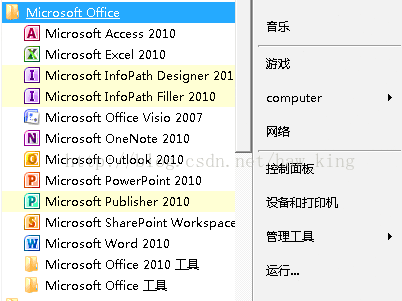 Microsoft Office
Microsoft Access 2010
Microsoft Excel 2010
Microsoft InfoPath Designer 201
Microsoft InfoPath Filler 2010
Microsoft Office Visio 2007
Microsoft OneNote 2010
Microsoft Outlook 2010
Microsoft PowerPoint 2010
Microsoft Publisher 2010
Microsoft SharePoint Workspace
Microsoft Word 2010
Microsoft Office 2010 工具
Microsoft Office 工具
音乐
游戏
computer
网络
控制面板
设备和打印机
管理工具
运行...